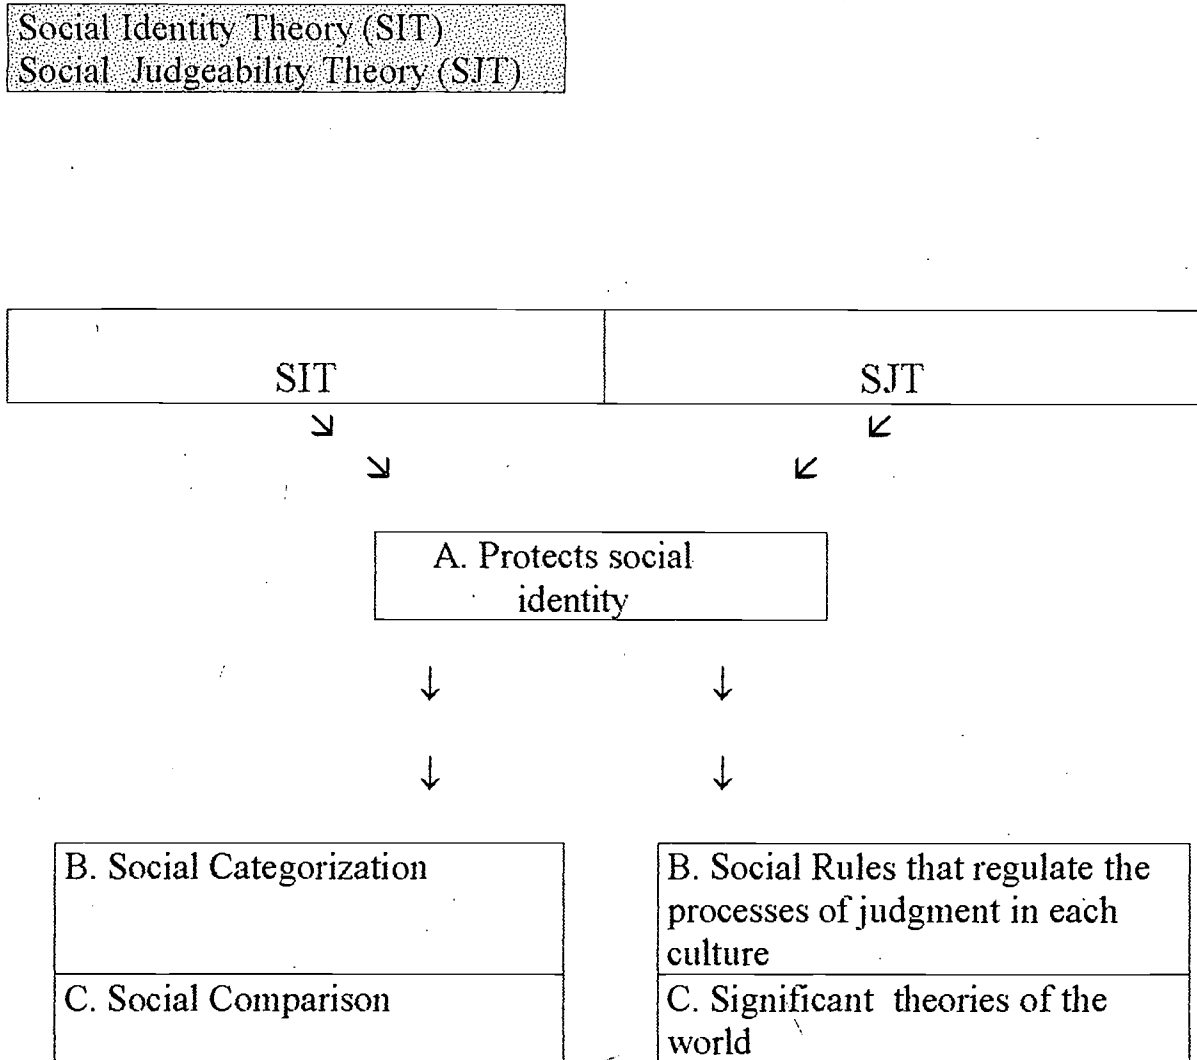 Social Identity Theory (SIT)
Social Judgeability Theory (SJT)
SIT
SJT
A. Protects social
identity
B. Social Categorization
C. Social Comparison
B. Social Rules that regulate the
processes of judgment in each
culture
C. Significant theories of the
world